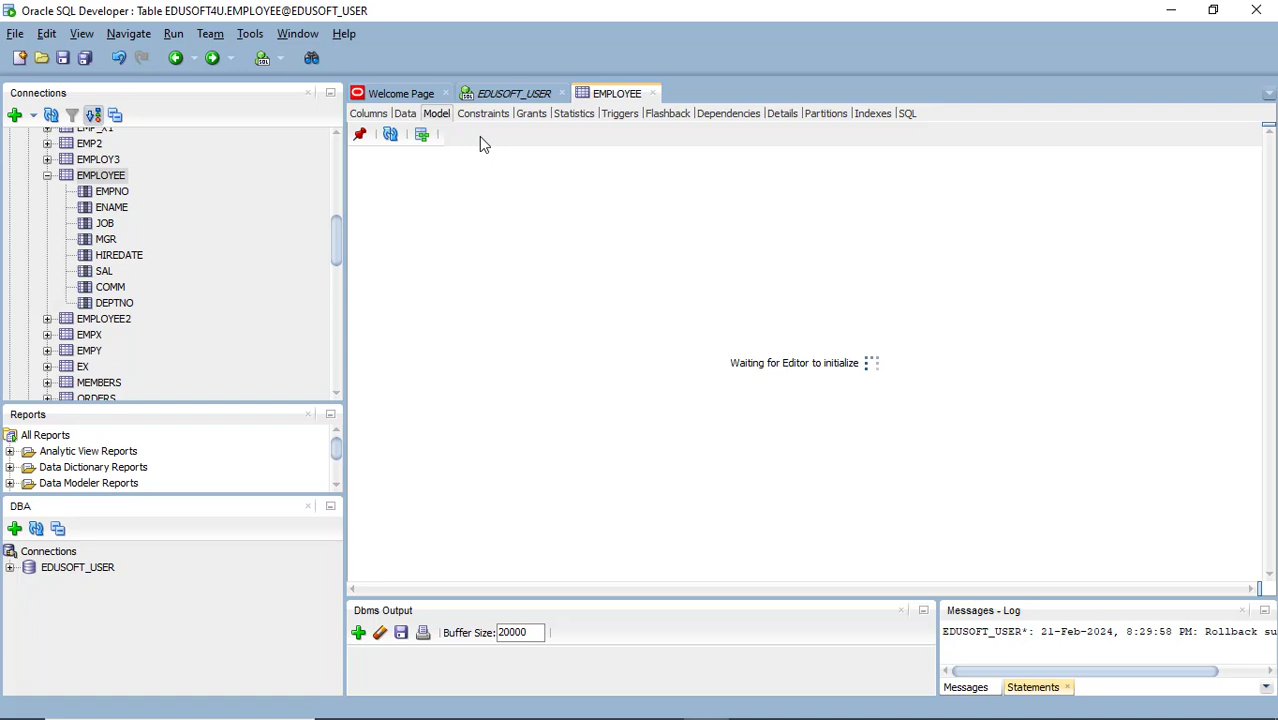 Oracle SQL Developer : Table EDUSOFT4U.EMPLOYEE@EDUSOFT_USER
File Edit View Navigate Run Team Tools Window Help
Connections
EMP_X1
EMP2
EMPLOY3
EMPLOYEE
EMPNO
ENAME
JOB
MGR
HIREDATE
SAL
COMM
DEPTNO
EMPLOYEE2
EMPX
EMPY
EX
MEMBERS
ORDERS
Reports
All Reports
Analytic View Reports
Data Dictionary Reports
Data Modeler Reports
DBA
Connections
EDUSOFT_USER
Welcome Page EDUSOFT_USER EMPLOYEE
Columns Data Model Constraints Grants Statistics Triggers Flashback Dependencies Details Partitions Indexes SQL
Waiting for Editor to initialize
Dbms Output
Buffer Size: 20000
Messages - Log
EDUSOFT_USER*: 21-Feb-2024, 8:29:58 PM: Rollback su
Messages Statements